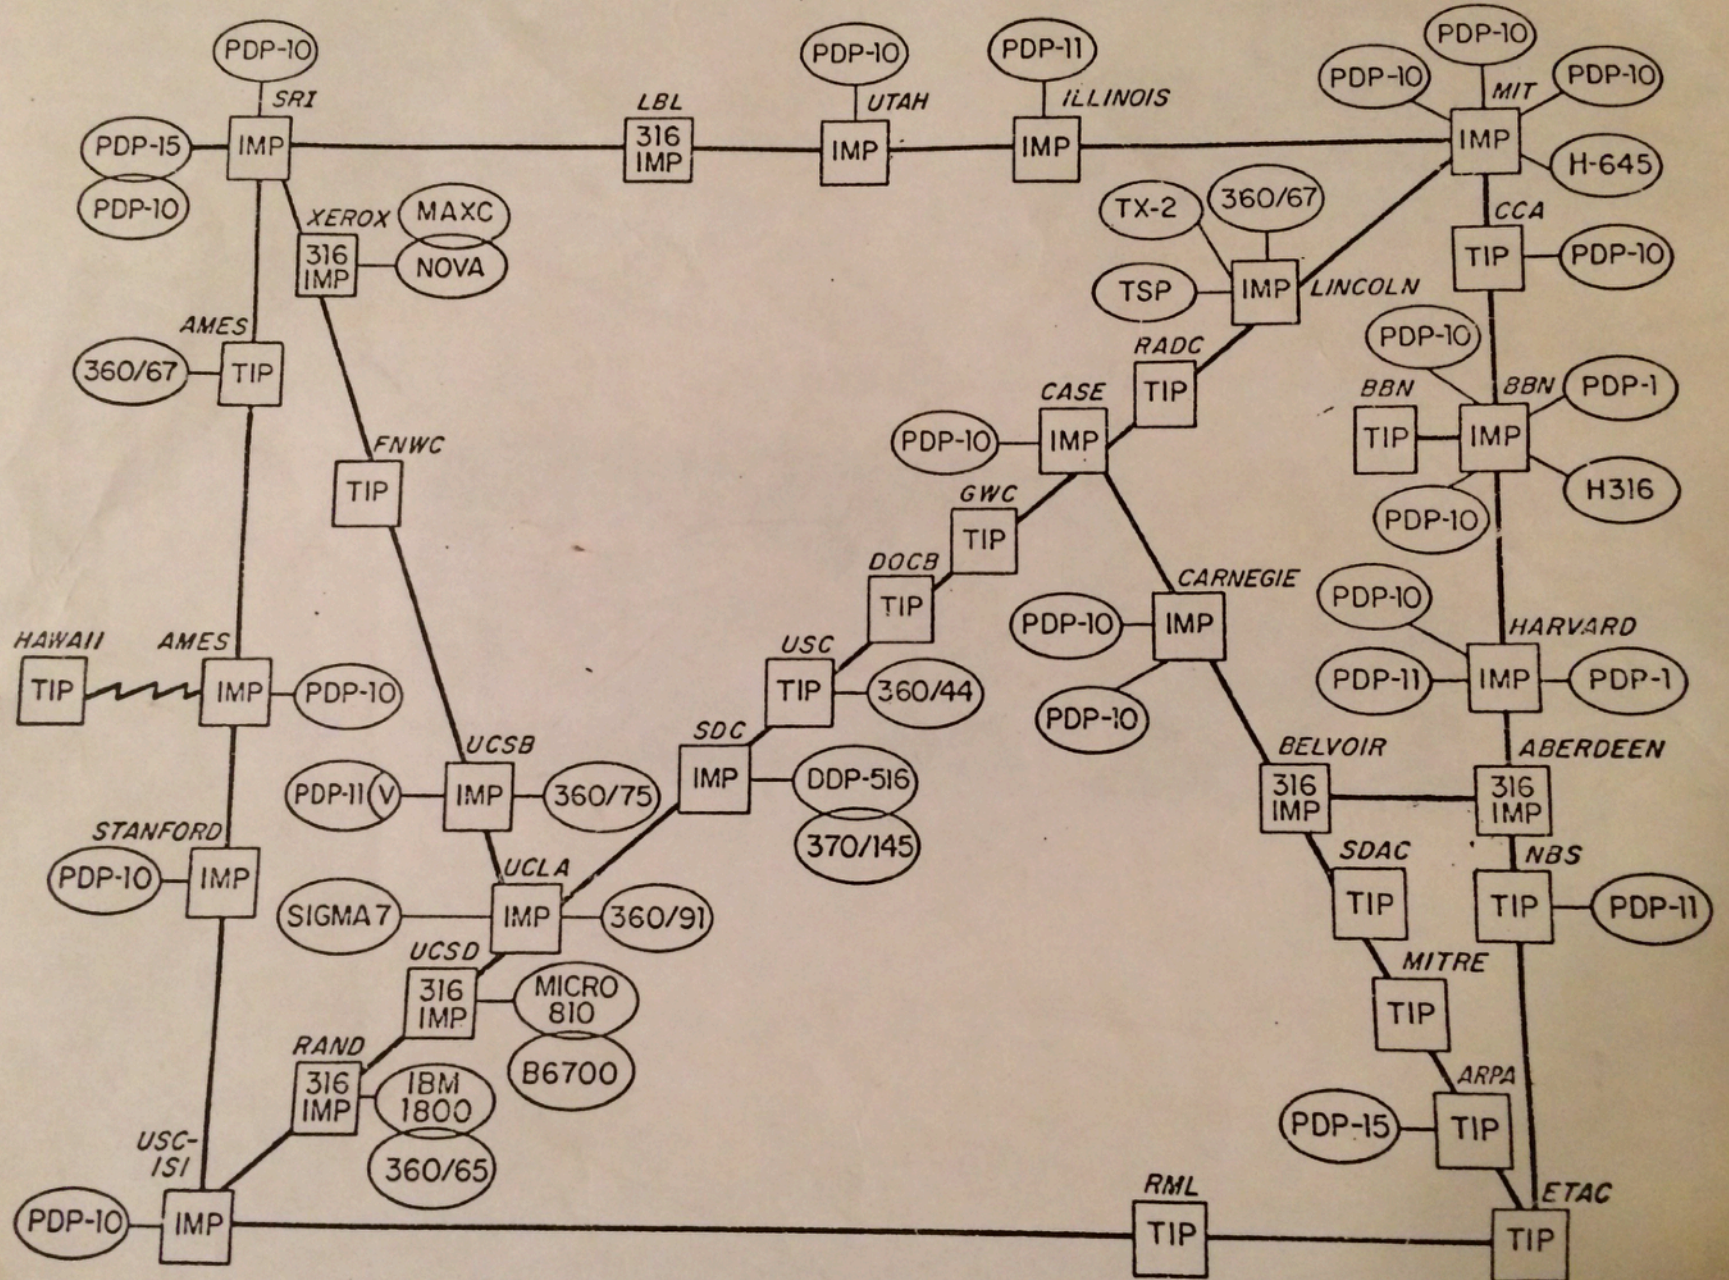 PDP-10
PDP-10
PDP-11
PDP-10
PDP-10
PDP-10
SRI
LBL
UTAH
ILLINOIS
MIT
PDP-15
IMP
316
IMP
IMP
IMP
IMP
H-645
PDP-10
XEROX
MAXC
TX-2
360/67
CCA
316
IMP
NOVA
TIP
PDP-10
TSP
IMP
LINCOLN
AMES
360/67
TIP
RADC
TIP
PDP-10
BBN
BBN
PDP-1
CASE
PDP-10
IMP
TIP
IMP
FNWC
TIP
GWC
TIP
PDP-10
H316
DOCB
TIP
CARNEGIE
PDP-10
IMP
PDP-10
HARVARD
HAWAII
AMES
TIP
IMP
PDP-10
USC
TIP
360/44
PDP-10
PDP-11
IMP
PDP-1
UCSB
PDP-11
V
IMP
360/75
SDC
IMP
DDP-516
370/145
BELVOIR
ABERDEEN
316
IMP
316
IMP
STANFORD
PDP-10
IMP
UCLA
SIGMA 7
IMP
360/91
SDAC
TIP
NBS
TIP
PDP-11
UCSD
316
IMP
MICRO
810
B6700
MITRE
TIP
RAND
316
IMP
IBM
1800
360/65
ARPA
PDP-15
TIP
USC-
ISI
PDP-10
IMP
RML
TIP
ETAC
TIP